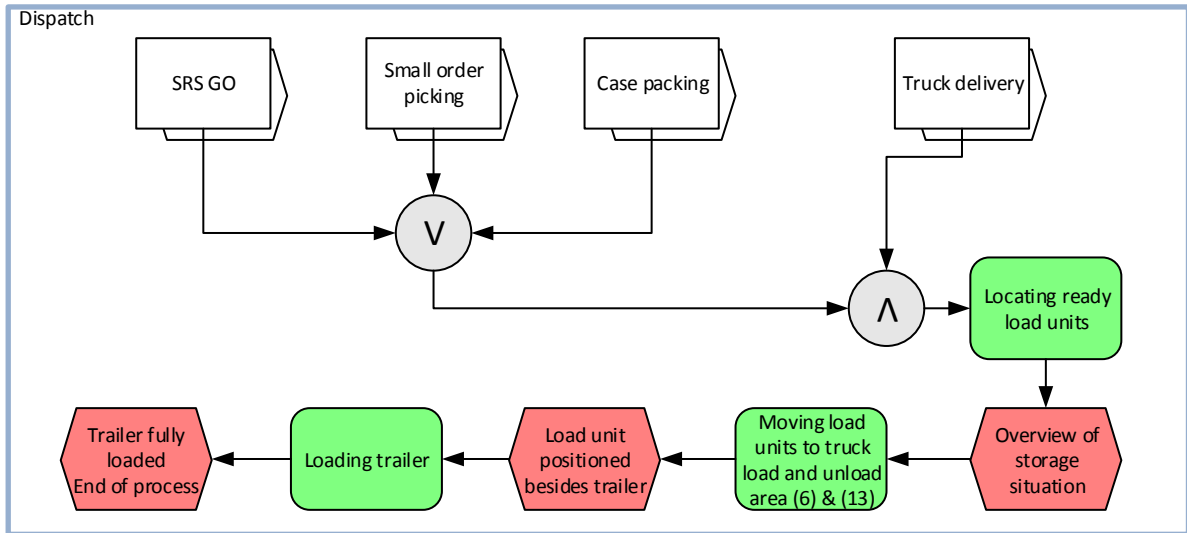 Dispatch
SRS GO
Small order
picking
Case packing
Truck delivery
V
Λ
Locating ready
load units
Trailer fully
loaded
End of process
Loading trailer
Load unit
positioned
besides trailer
Moving load
units to truck
load and unload
area (6) & (13)
Overview of
storage
situation